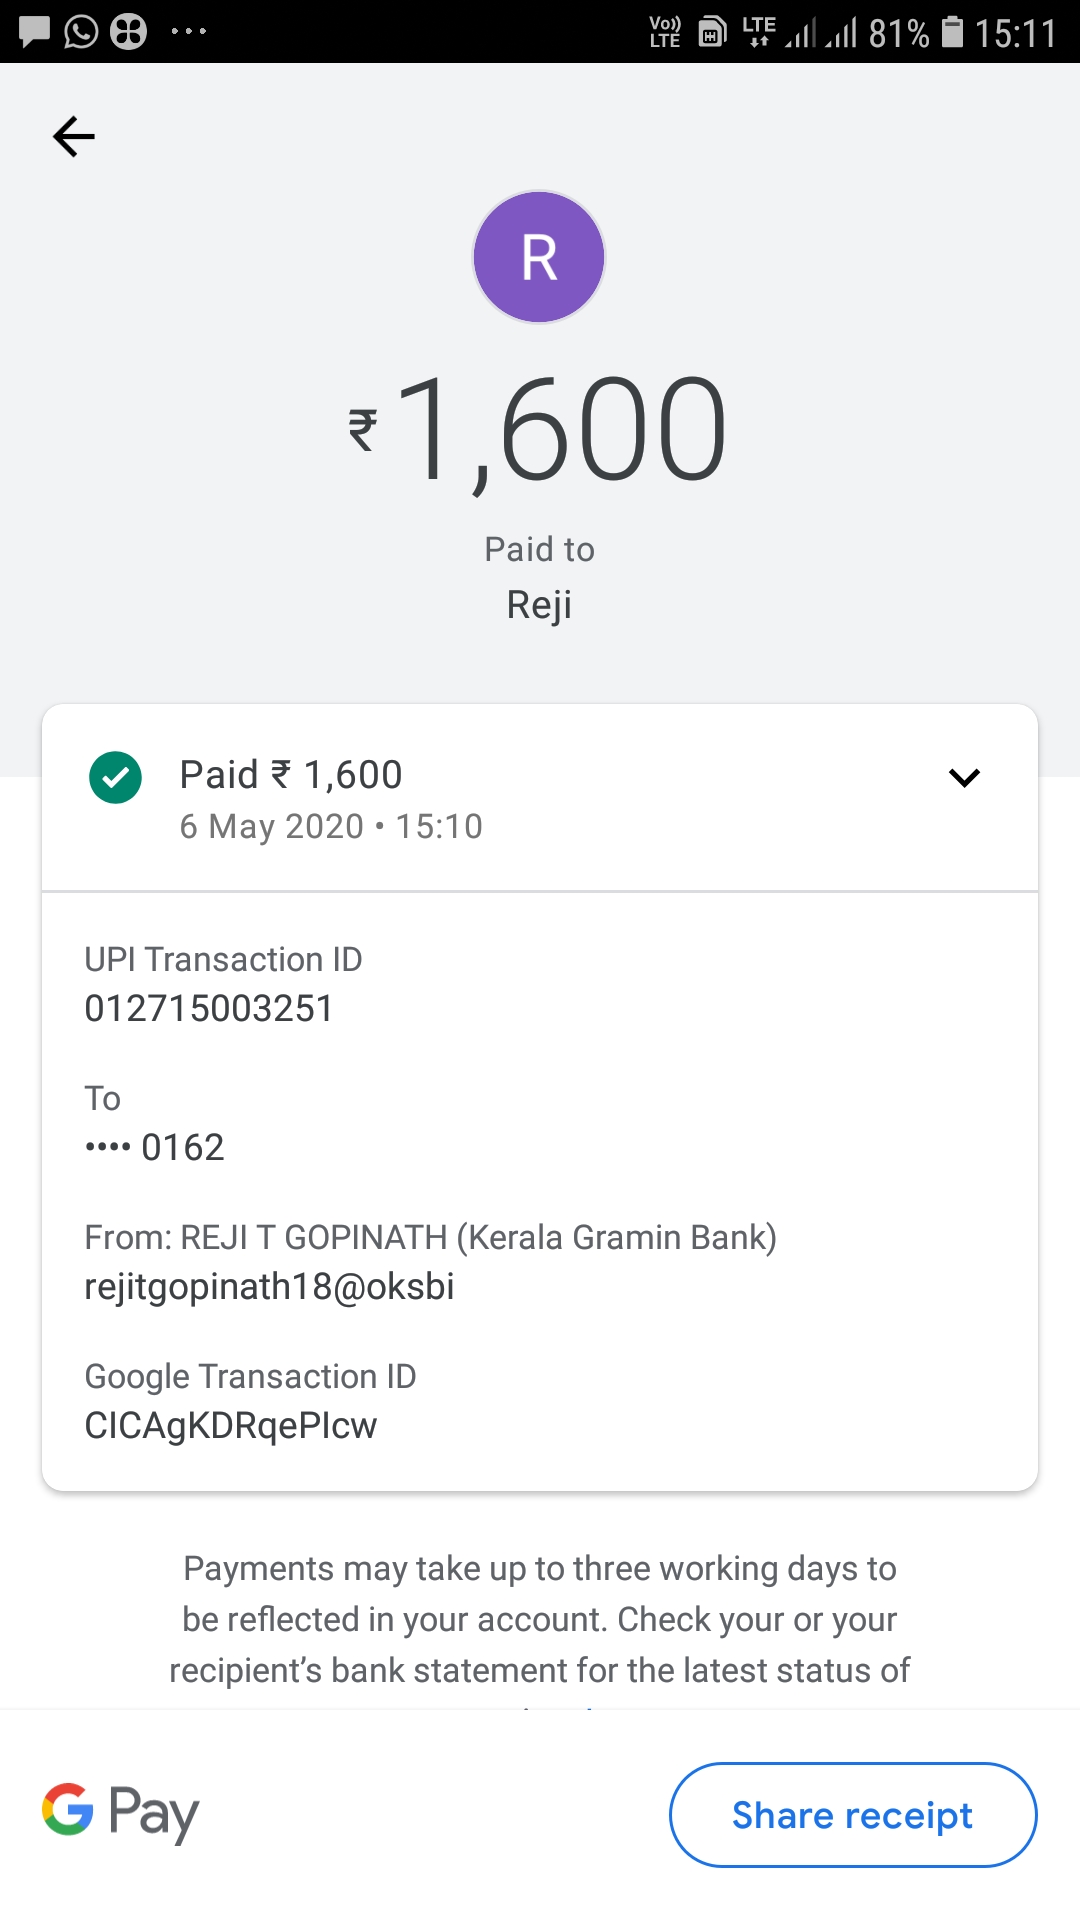 Vo)) LTE LTE 81% 15:11
R
₹1,600
Paid to
Reji
Paid ₹ 1,600
6 May 2020 • 15:10
UPI Transaction ID
012715003251
To
•••• 0162
From: REJI T GOPINATH (Kerala Gramin Bank)
rejitgopinath18@oksbi
Google Transaction ID
CICAgKDRqePIcw
Payments may take up to three working days to
be reflected in your account. Check your or your
recipient’s bank statement for the latest status of
G Pay
Share receipt